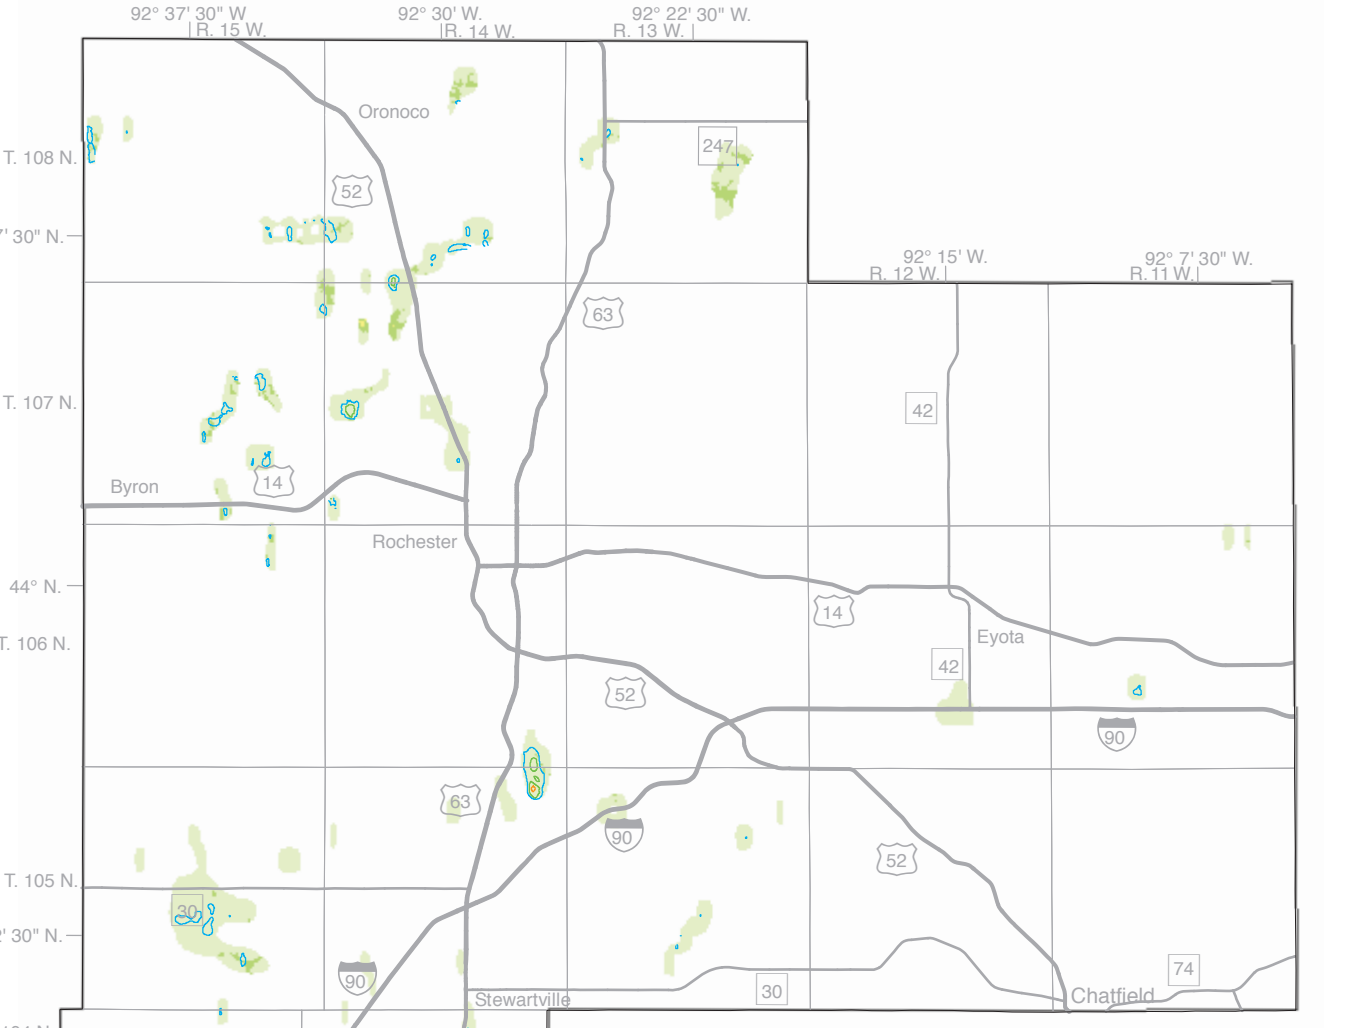 92° 37' 30" W
92° 30' W.
92° 22' 30" W.
R. 15 W.
R. 14 W.
R. 13 W.
Oronoco
247
T. 108 N.
52
7' 30" N.
92° 15' W.
92° 7' 30" W.
R. 12 W.
R. 11 W.
63
T. 107 N.
42
14
Byron
Rochester
44° N.
14
Eyota
T. 106 N.
42
52
90
63
90
52
T. 105 N.
30
2' 30" N.
90
74
30
Stewartville
Chatfield